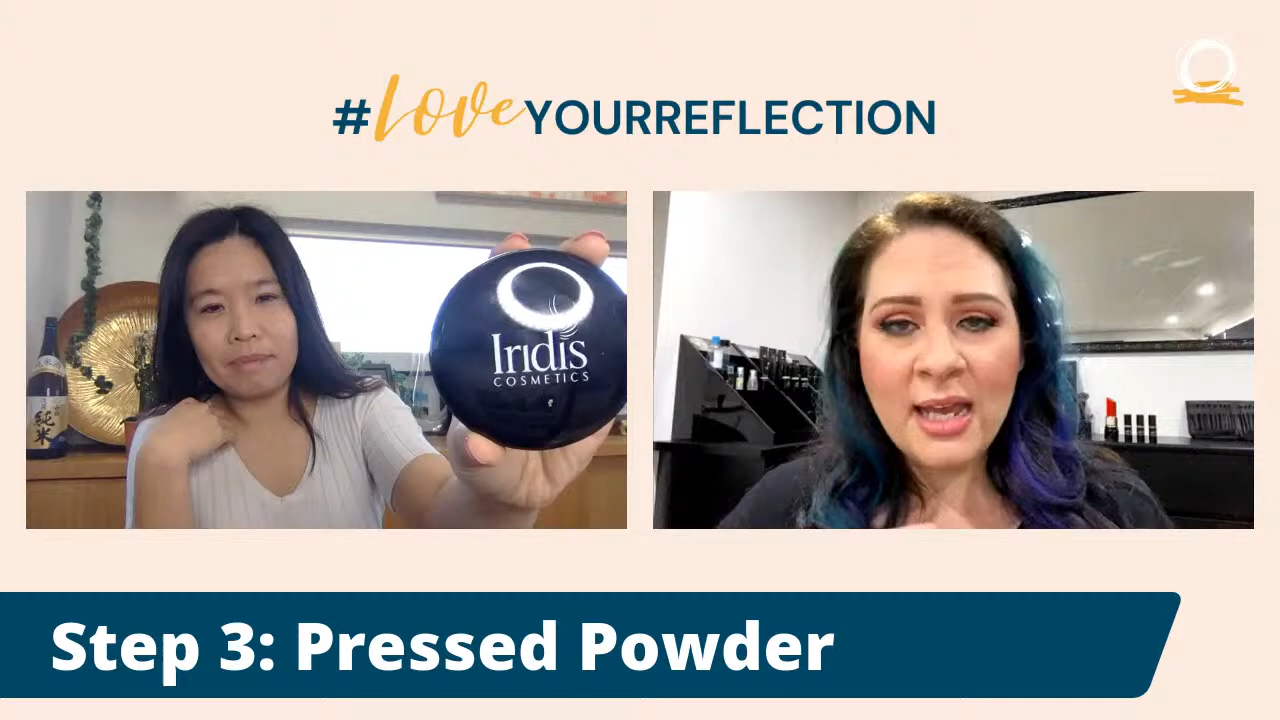 #LoveYOURREFLECTION
Iridis
COSMETICS
純
米
Step 3: Pressed Powder